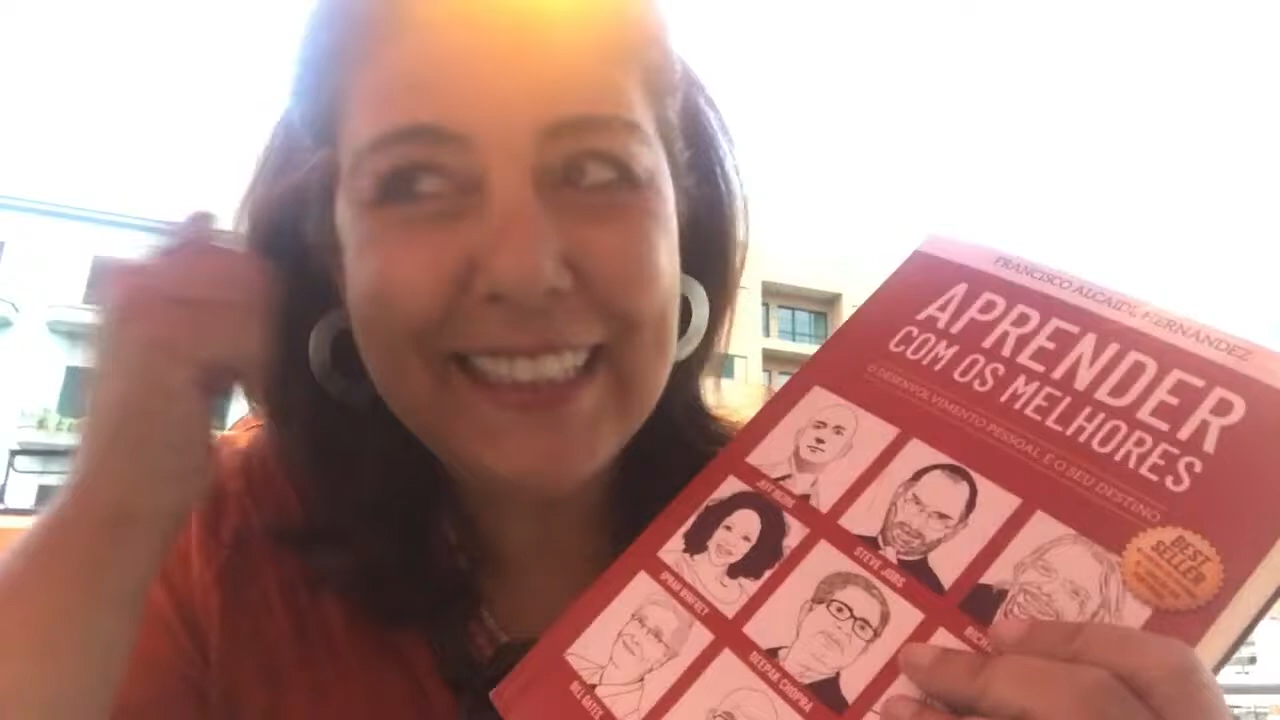 FRANCISCO ALCAIDE HERNÁNDEZ
APRENDER
COM OS MELHORES
O DESENVOLVIMENTO PESSOAL E O SEU DESTINO
BEST
SELLER
JEFF BEZOS
STEVE JOBS
RICHA
OPRAH WINFREY
DEEPAK CHOPRA
BILL GATES